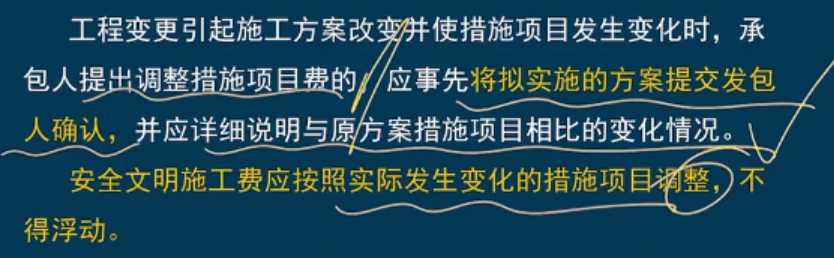 工程变更引起施工方案改变并使措施项目发生变化时，承
包人提出调整措施项目费的，应事先将拟实施的方案提交发包
人确认，并应详细说明与原方案措施项目相比的变化情况。
安全文明施工费应按照实际发生变化的措施项目调整，不
得浮动。